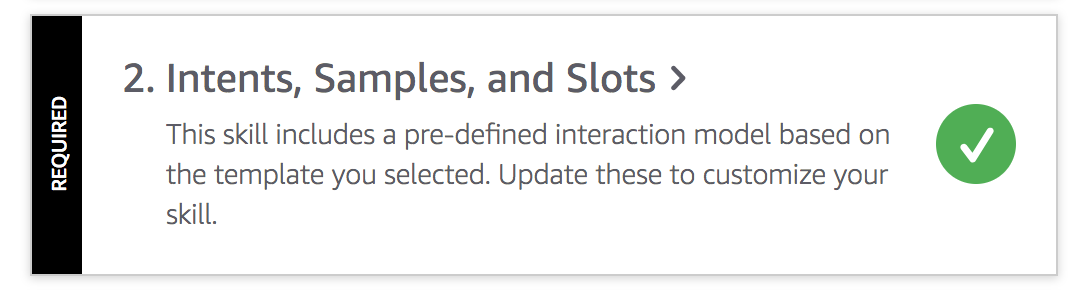 REQUIRED
2. Intents, Samples, and Slots >
This skill includes a pre-defined interaction model based on
the template you selected. Update these to customize your
skill.